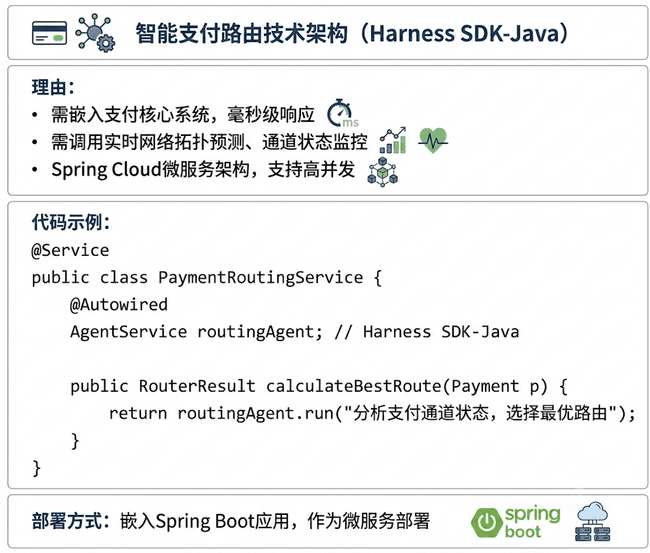 智能支付路由技术架构（Harness SDK-Java）
理由：
• 需嵌入支付核心系统，毫秒级响应
ms
• 需调用实时网络拓扑预测、通道状态监控
• Spring Cloud微服务架构，支持高并发
代码示例：
@Service
public class PaymentRoutingService {
    @Autowired
    AgentService routingAgent; // Harness SDK-Java

    public RouterResult calculateBestRoute(Payment p) {
        return routingAgent.run("分析支付通道状态，选择最优路由");
    }
}
部署方式：嵌入Spring Boot应用，作为微服务部署
spring
boot